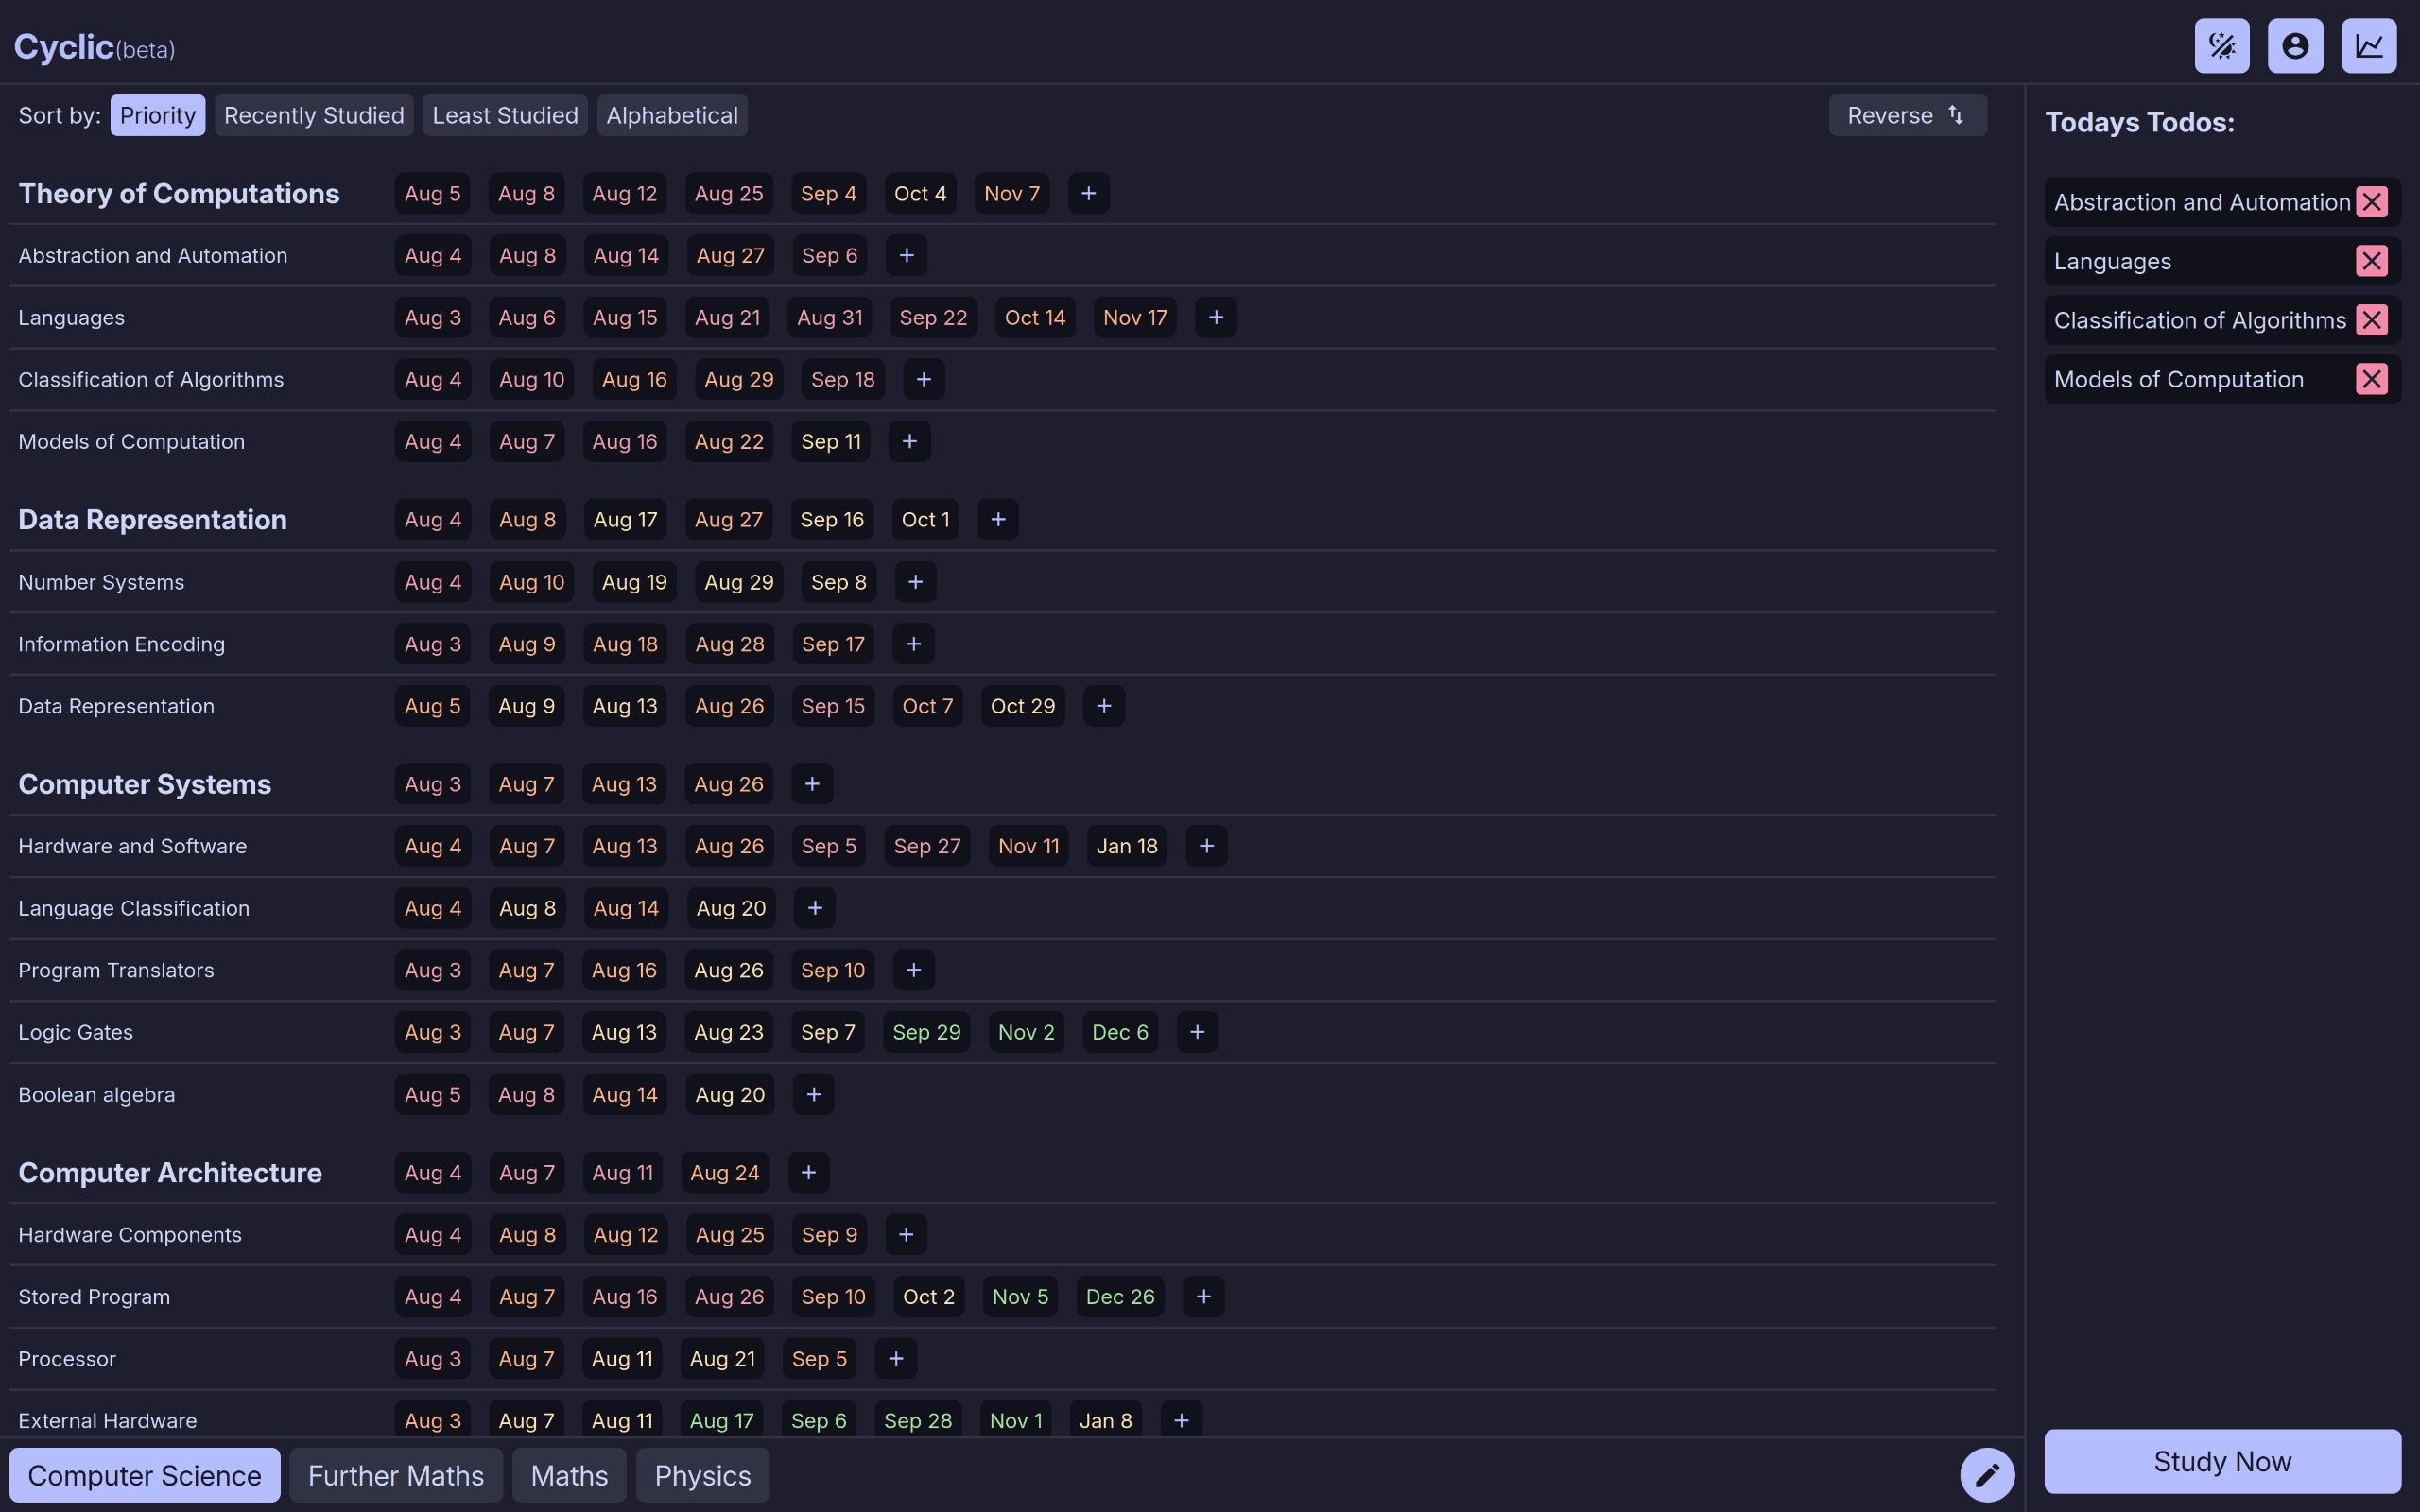 Cyclic(beta)
Sort by: Priority Recently Studied Least Studied Alphabetical Reverse
Theory of Computations Aug 5 Aug 8 Aug 12 Aug 25 Sep 4 Oct 4 Nov 7 +
Abstraction and Automation Aug 4 Aug 8 Aug 14 Aug 27 Sep 6 +
Languages Aug 3 Aug 6 Aug 15 Aug 21 Aug 31 Sep 22 Oct 14 Nov 17 +
Classification of Algorithms Aug 4 Aug 10 Aug 16 Aug 29 Sep 18 +
Models of Computation Aug 4 Aug 7 Aug 16 Aug 22 Sep 11 +
Data Representation Aug 4 Aug 8 Aug 17 Aug 27 Sep 16 Oct 1 +
Number Systems Aug 4 Aug 10 Aug 19 Aug 29 Sep 8 +
Information Encoding Aug 3 Aug 9 Aug 18 Aug 28 Sep 17 +
Data Representation Aug 5 Aug 9 Aug 13 Aug 26 Sep 15 Oct 7 Oct 29 +
Computer Systems Aug 3 Aug 7 Aug 13 Aug 26 +
Hardware and Software Aug 4 Aug 7 Aug 13 Aug 26 Sep 5 Sep 27 Nov 11 Jan 18 +
Language Classification Aug 4 Aug 8 Aug 14 Aug 20 +
Program Translators Aug 3 Aug 7 Aug 16 Aug 26 Sep 10 +
Logic Gates Aug 3 Aug 7 Aug 13 Aug 23 Sep 7 Sep 29 Nov 2 Dec 6 +
Boolean algebra Aug 5 Aug 8 Aug 14 Aug 20 +
Computer Architecture Aug 4 Aug 7 Aug 11 Aug 24 +
Hardware Components Aug 4 Aug 8 Aug 12 Aug 25 Sep 9 +
Stored Program Aug 4 Aug 7 Aug 16 Aug 26 Sep 10 Oct 2 Nov 5 Dec 26 +
Processor Aug 3 Aug 7 Aug 11 Aug 21 Sep 5 +
External Hardware Aug 3 Aug 7 Aug 11 Aug 17 Sep 6 Sep 28 Nov 1 Jan 8 +
Computer Science Further Maths Maths Physics
Todays Todos:
Abstraction and Automation
Languages
Classification of Algorithms
Models of Computation
Study Now